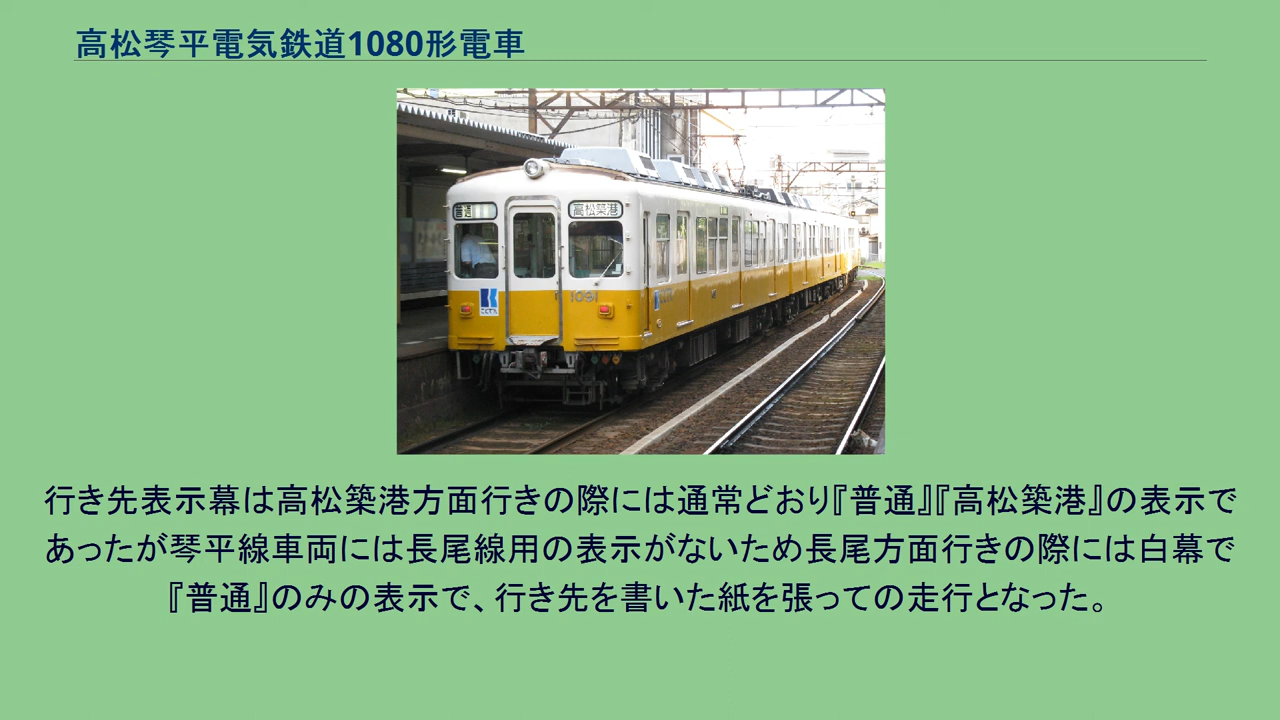 高松琴平電気鉄道1080形電車
普通
高松築港
1091
ことでん
行き先表示幕は高松築港方面行きの際には通常どおり『普通』『高松築港』の表示で
あったが琴平線車両には長尾線用の表示がないため長尾方面行きの際には白幕で
『普通』のみの表示で、行き先を書いた紙を張っての走行となった。